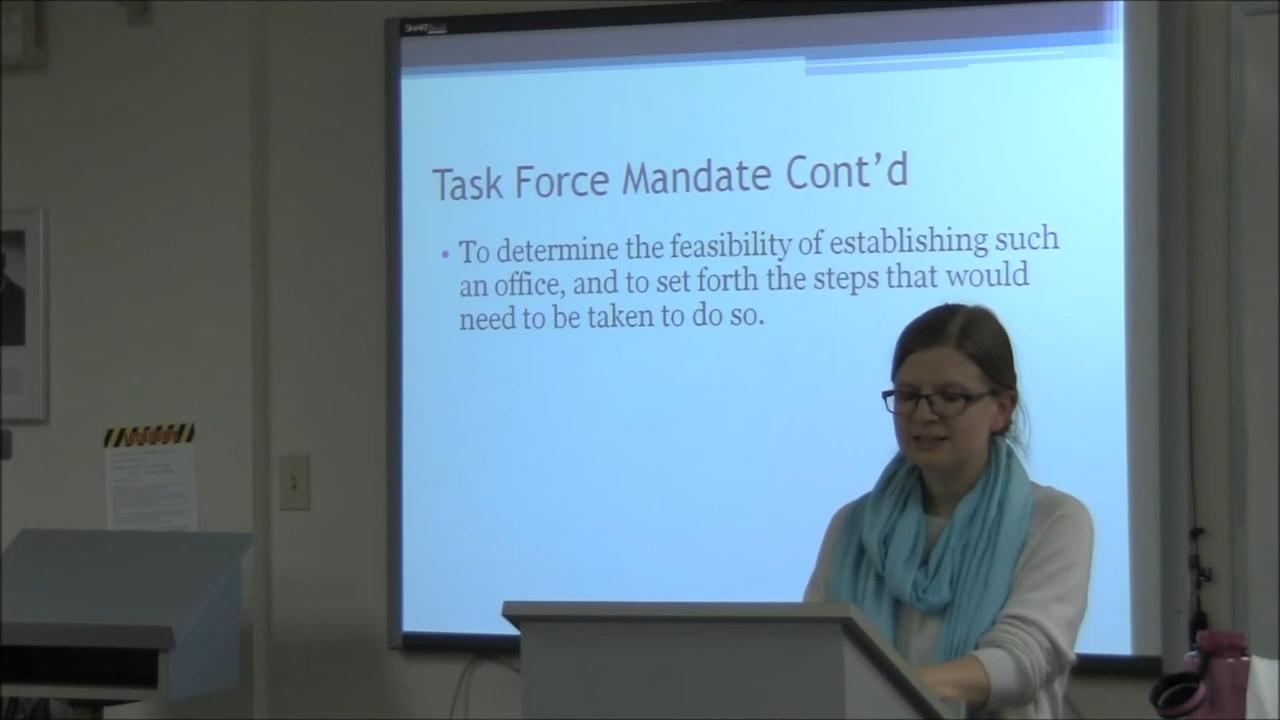 SMART
Task Force Mandate Cont’d
• To determine the feasibility of establishing such
an office, and to set forth the steps that would
need to be taken to do so.